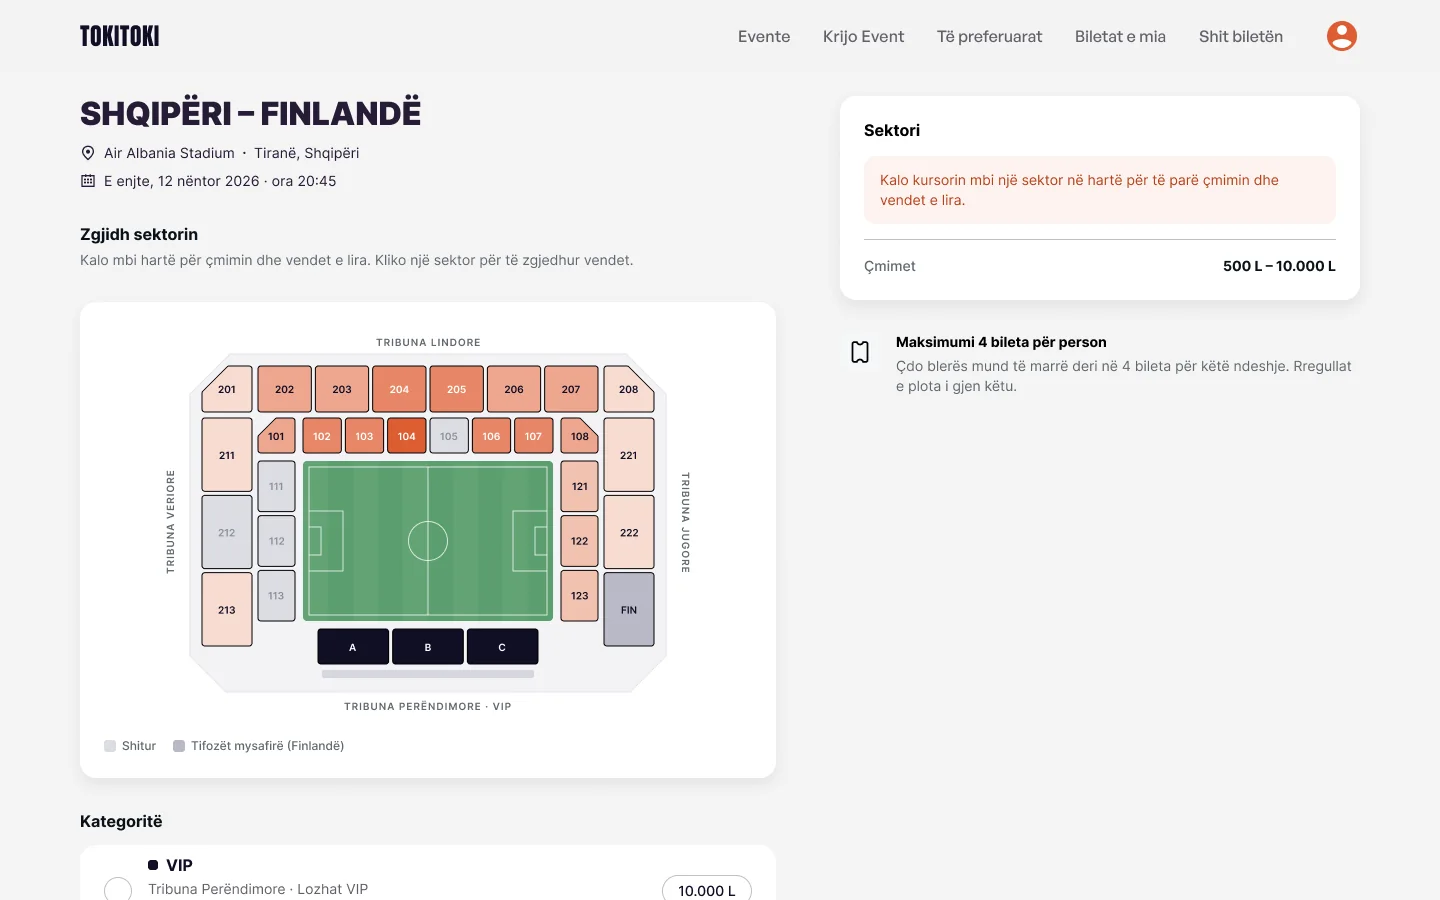 TOKITOKI
Evente
Krijo Event
Të preferuarat
Biletat e mia
Shit biletën
SHQIPËRI – FINLANDË
Air Albania Stadium · Tiranë, Shqipëri
E enjte, 12 nëntor 2026 · ora 20:45
Zgjidh sektorin
Kalo mbi hartë për çmimin dhe vendet e lira. Kliko një sektor për të zgjedhur vendet.
TRIBUNA LINDORE
201 202 203 204 205 206 207 208
101 102 103 104 105 106 107 108
211 221
111 121
212 112 122 222
113 123
213 FIN
TRIBUNA VERIORE
TRIBUNA JUGORE
A B C
TRIBUNA PERËNDIMORE · VIP
Shitur
Tifozët mysafirë (Finlandë)
Kategoritë
VIP
Tribuna Perëndimore · Lozhat VIP
10.000 L
Sektori
Kalo kursorin mbi një sektor në hartë për të parë çmimin dhe
vendet e lira.
Çmimet
500 L – 10.000 L
Maksimumi 4 bileta për person
Çdo blerës mund të marrë deri në 4 bileta për këtë ndeshje. Rregullat
e plota i gjen këtu.